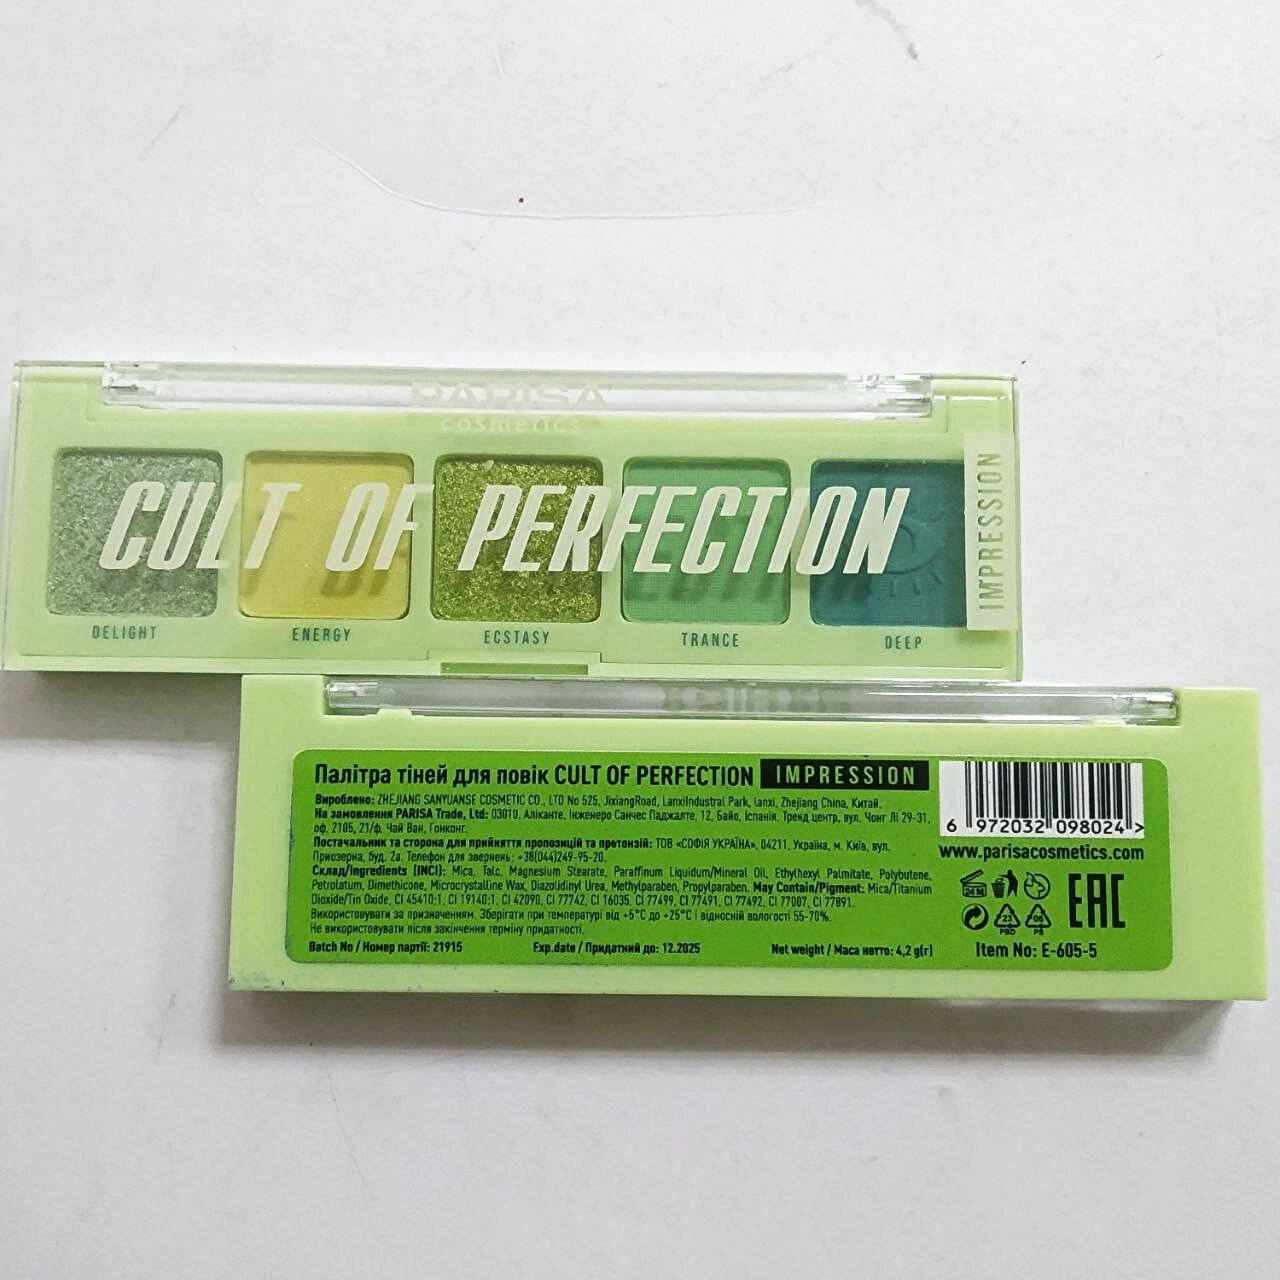 PARISA
cosmetics
CULT OF PERFECTION
IMPRESSION
DELIGHT
ENERGY
ECSTASY
TRANCE
DEEP
Палітра тіней для повік CULT OF PERFECTION IMPRESSION
Вироблено: ZHEJIANG SANYUANSE COSMETIC CO., LTD No 525, JixiangRoad, LanxiIndustral Park, lanxi, Zhejiang China, Китай.
На замовлення PARISA Trade, Ltd: 03010, Аліканте, Інженеро Санчес Паджалте, 12, Байо, Іспанія. Тренд центр, вул. Чонг Лі 29-31,
оф. 2105, 21/ф, Чай Ван, Гонконг.
Постачальник та сторона для прийняття пропозицій та претензій: ТОВ «СОФІЯ УКРАЇНА», 04211, Україна, м. Київ, вул.
Приозерна, буд. 2а. Телефон для звернень: +38(044)249-95-20.
Склад/Ingredients (INCI): Mica, Talc, Magnesium Stearate, Paraffinum Liquidum/Mineral Oil, Ethylhexyl Palmitate, Polybutene,
Petrolatum, Dimethicone, Microcrystalline Wax, Diazolidinyl Urea, Methylparaben, Propylparaben. May Contain/Pigment: Mica/Titanium
Dioxide/Tin Oxide, CI 45410:1, CI 19140:1, CI 42090, CI 77742, CI 16035, CI 77499, CI 77491, CI 77492, CI 77007, CI 77891.
Використовувати за призначенням. Зберігати при температурі від +5°C до +25°C і відносній вологості 55-70%.
Не використовувати після закінчення терміну придатності.
Batch No / Номер партії: 21915 Exp.date / Придатний до: 12.2025 Net weight / Маса нетто: 4,2 g(г)
6 972032 098024 >
www.parisacosmetics.com
24 M
EAC
23
PBD
06
PS
Item No: E-605-5